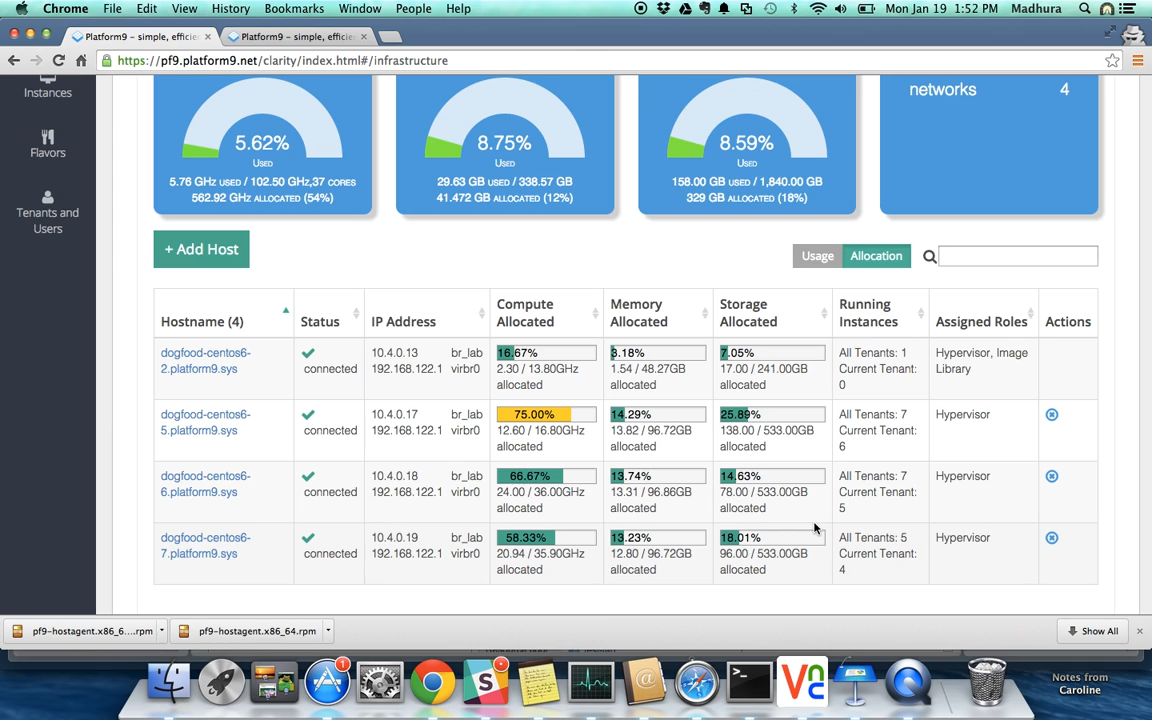 Chrome File Edit View History Bookmarks Window People Help Mon Jan 19 1:52 PM Madhura
Platform9 – simple, efficie × Platform9 – simple, efficie ×
https://pf9.platform9.net/clarity/index.html#/infrastructure
Instances
Flavors
Tenants and
Users
5.62%
Used
5.76 GHz used / 102.50 GHz,37 cores
562.92 GHz allocated (54%)
8.75%
Used
29.63 GB used / 338.57 GB
41.472 GB allocated (12%)
8.59%
Used
158.00 GB used / 1,840.00 GB
329 GB allocated (18%)
networks 4
+ Add Host
Usage Allocation
Hostname (4) Status IP Address Compute Allocated Memory Allocated Storage Allocated Running Instances Assigned Roles Actions
dogfood-centos6- 16.67% 3.18% 7.05%
10.4.0.13 br_lab All Tenants: 1 Hypervisor, Image
2.platform9.sys connected 192.168.122.1 virbr0 2.30 / 13.80GHz 1.54 / 48.27GB 17.00 / 241.00GB Current Tenant: Library
allocated allocated allocated 0
dogfood-centos6- 10.4.0.17 br_lab 75.00% 14.29% 25.89% All Tenants: 7 Hypervisor
5.platform9.sys connected 192.168.122.1 virbr0 12.60 / 16.80GHz 13.82 / 96.72GB 138.00 / 533.00GB Current Tenant:
allocated allocated allocated 6
dogfood-centos6- 10.4.0.18 br_lab 66.67% 13.74% 14.63% All Tenants: 7 Hypervisor
6.platform9.sys connected 192.168.122.1 virbr0 24.00 / 36.00GHz 13.31 / 96.86GB 78.00 / 533.00GB Current Tenant:
allocated allocated allocated 5
dogfood-centos6- 10.4.0.19 br_lab 58.33% 13.23% 18.01% All Tenants: 5 Hypervisor
7.platform9.sys connected 192.168.122.1 virbr0 20.94 / 35.90GHz 12.80 / 96.72GB 96.00 / 533.00GB Current Tenant:
allocated allocated allocated 4
pf9-hostagent.x86_6....rpm pf9-hostagent.x86_64.rpm Show All ×
1
Notes from
Caroline